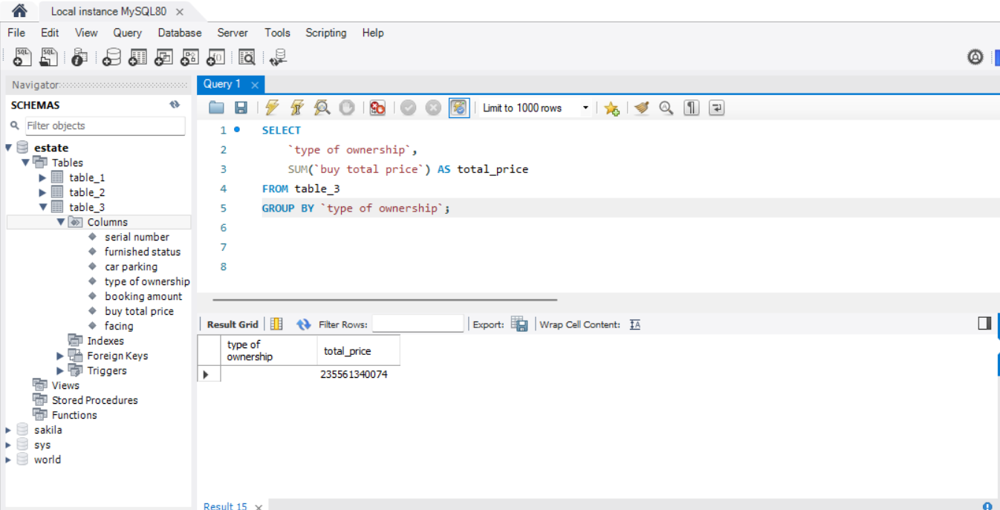 Local instance MySQL80
File Edit View Query Database Server Tools Scripting Help
Navigator
SCHEMAS
Filter objects
estate
Tables
table_1
table_2
table_3
Columns
serial number
furnished status
car parking
type of ownership
booking amount
buy total price
facing
Indexes
Foreign Keys
Triggers
Views
Stored Procedures
Functions
sakila
sys
world
Query 1
Limit to 1000 rows
1 SELECT
2 `type of ownership`,
3 SUM(`buy total price`) AS total_price
4 FROM table_3
5 GROUP BY `type of ownership`;
6
7
8
Result Grid Filter Rows: Export: Wrap Cell Content:
type of ownership total_price
235561340074
Result 15